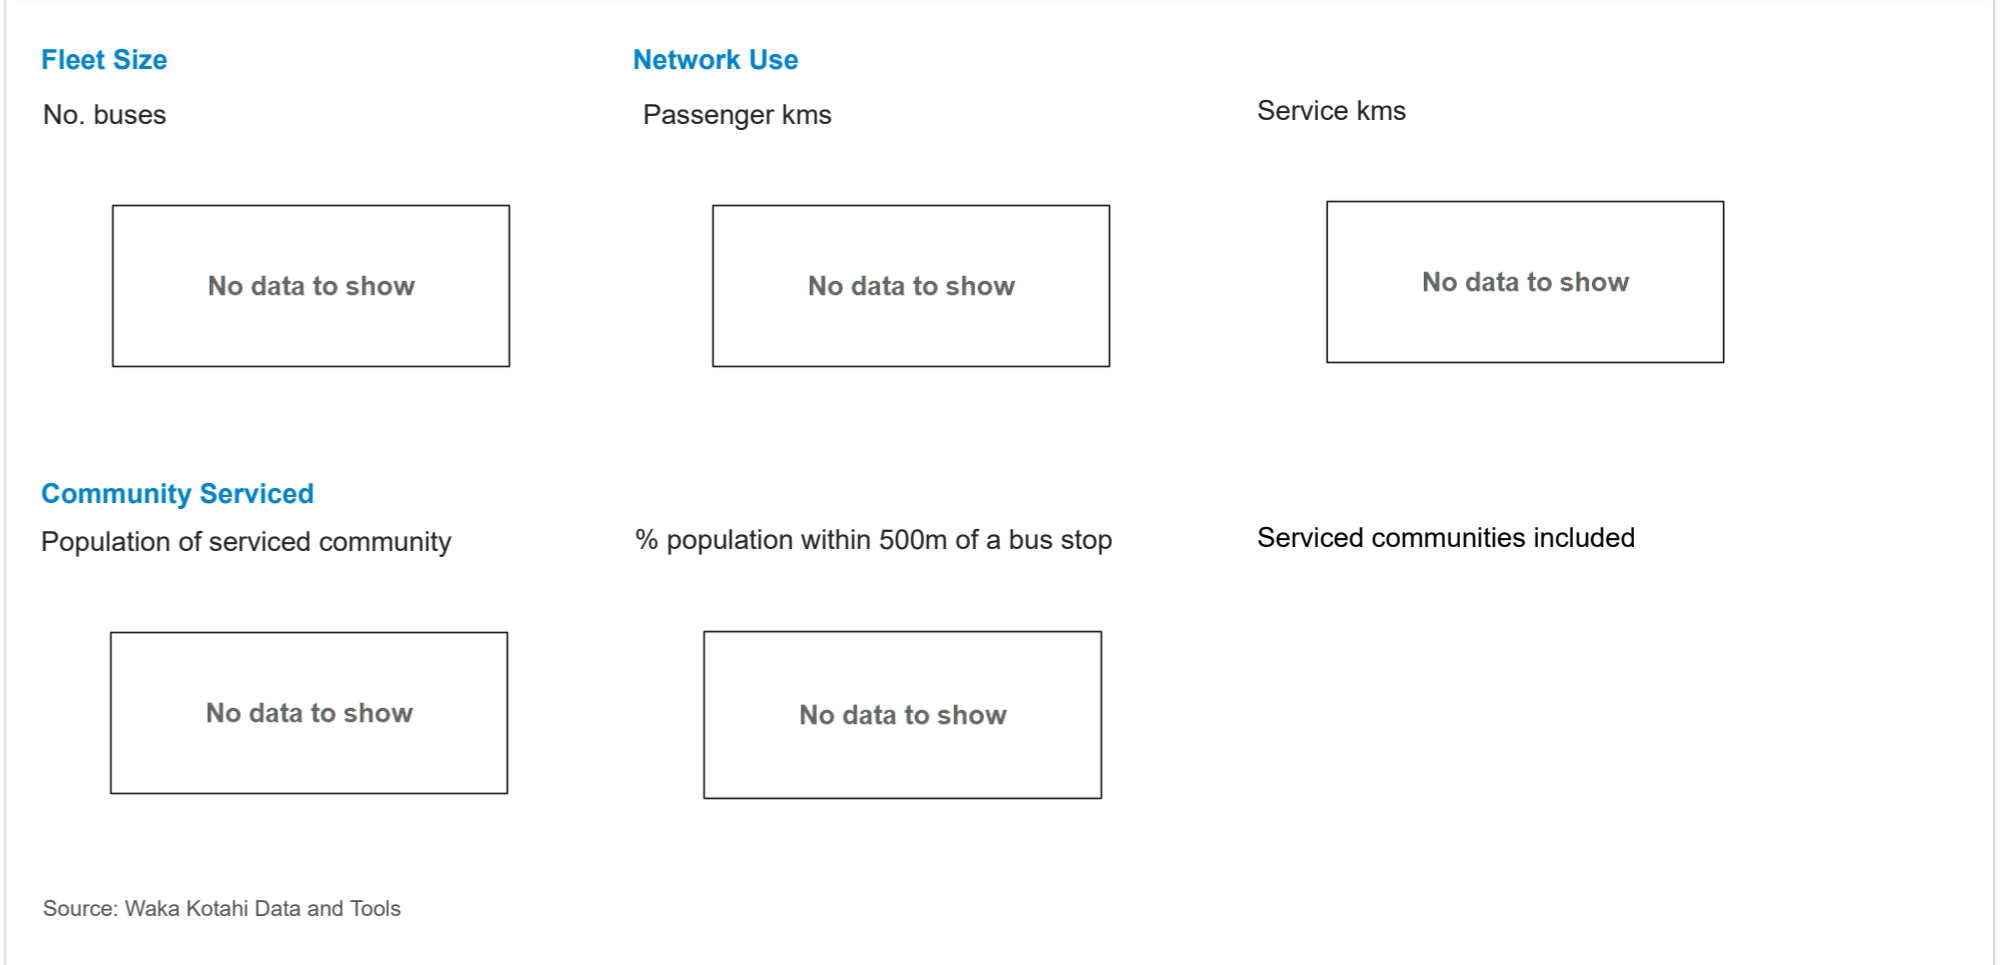 Fleet Size
Network Use
No. buses
Passenger kms
Service kms
No data to show
No data to show
No data to show
Community Serviced
Population of serviced community
% population within 500m of a bus stop
Serviced communities included
No data to show
No data to show
Source: Waka Kotahi Data and Tools